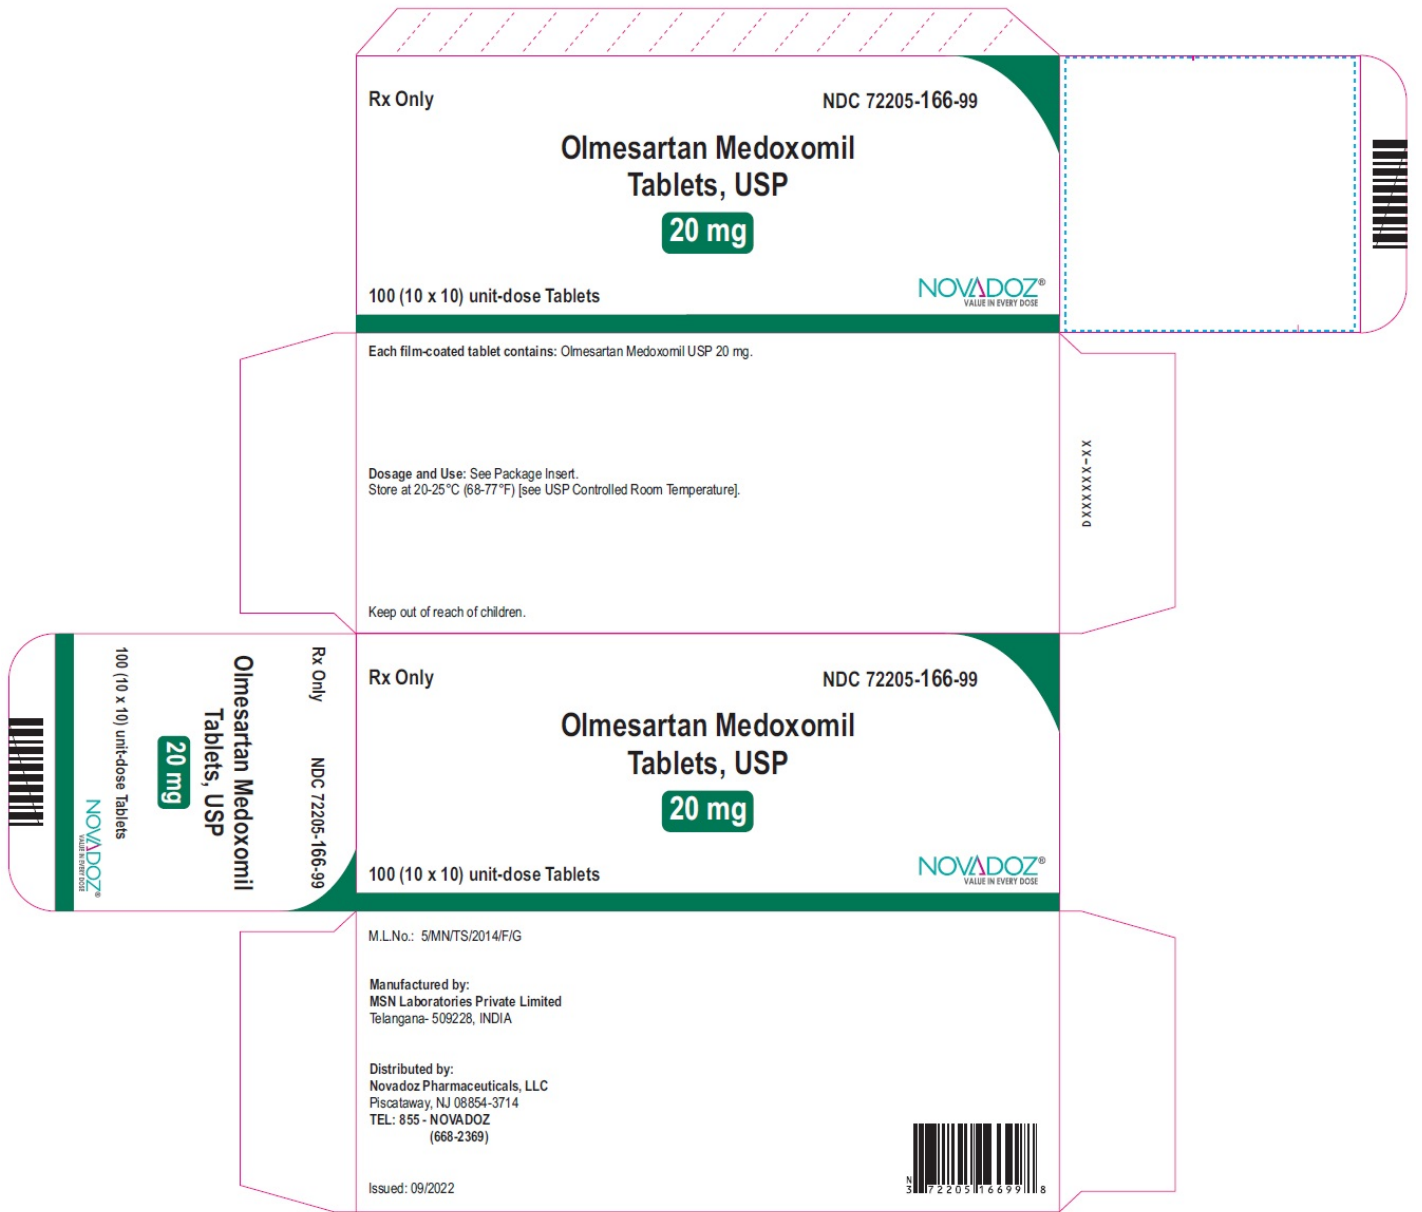 Rx Only
NDC 72205-166-99
Olmesartan Medoxomil
Tablets, USP
20 mg
100 (10 x 10) unit-dose Tablets
NOVADOZ®
VALUE IN EVERY DOSE
Each film-coated tablet contains: Olmesartan Medoxomil USP 20 mg.
Dosage and Use: See Package Insert.
Store at 20-25°C (68-77°F) [see USP Controlled Room Temperature].
Keep out of reach of children.
DXXXXXX-XX
Rx Only
NDC 72205-166-99
Olmesartan Medoxomil
Tablets, USP
20 mg
100 (10 x 10) unit-dose Tablets
NOVADOZ®
VALUE IN EVERY DOSE
Rx Only
NDC 72205-166-99
Olmesartan Medoxomil
Tablets, USP
20 mg
100 (10 x 10) unit-dose Tablets
NOVADOZ®
VALUE IN EVERY DOSE
M.L.No.: 5/MN/TS/2014/F/G
Manufactured by:
MSN Laboratories Private Limited
Telangana- 509228, INDIA
Distributed by:
Novadoz Pharmaceuticals, LLC
Piscataway, NJ 08854-3714
TEL: 855 - NOVADOZ
(668-2369)
Issued: 09/2022
N
3 72205 16699 8